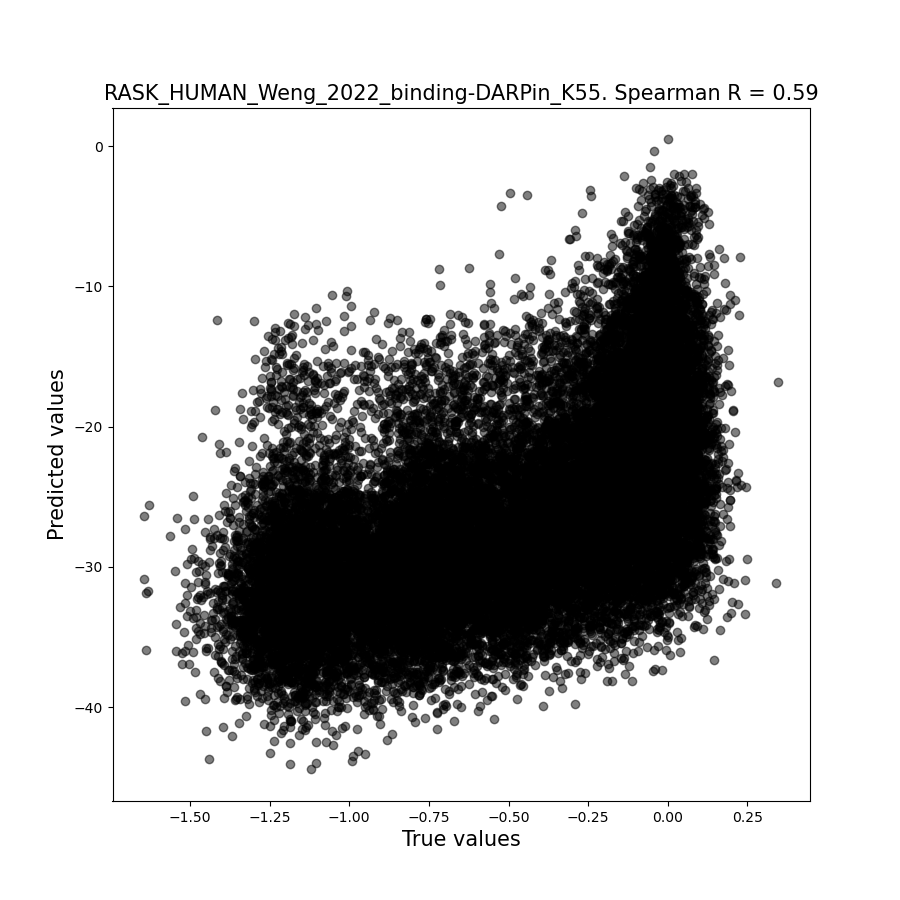 RASK_HUMAN_Weng_2022_binding-DARPin_K55. Spearman R = 0.59
Predicted values
0
−10
−20
−30
−40
−1.50 −1.25 −1.00 −0.75 −0.50 −0.25 0.00 0.25
True values